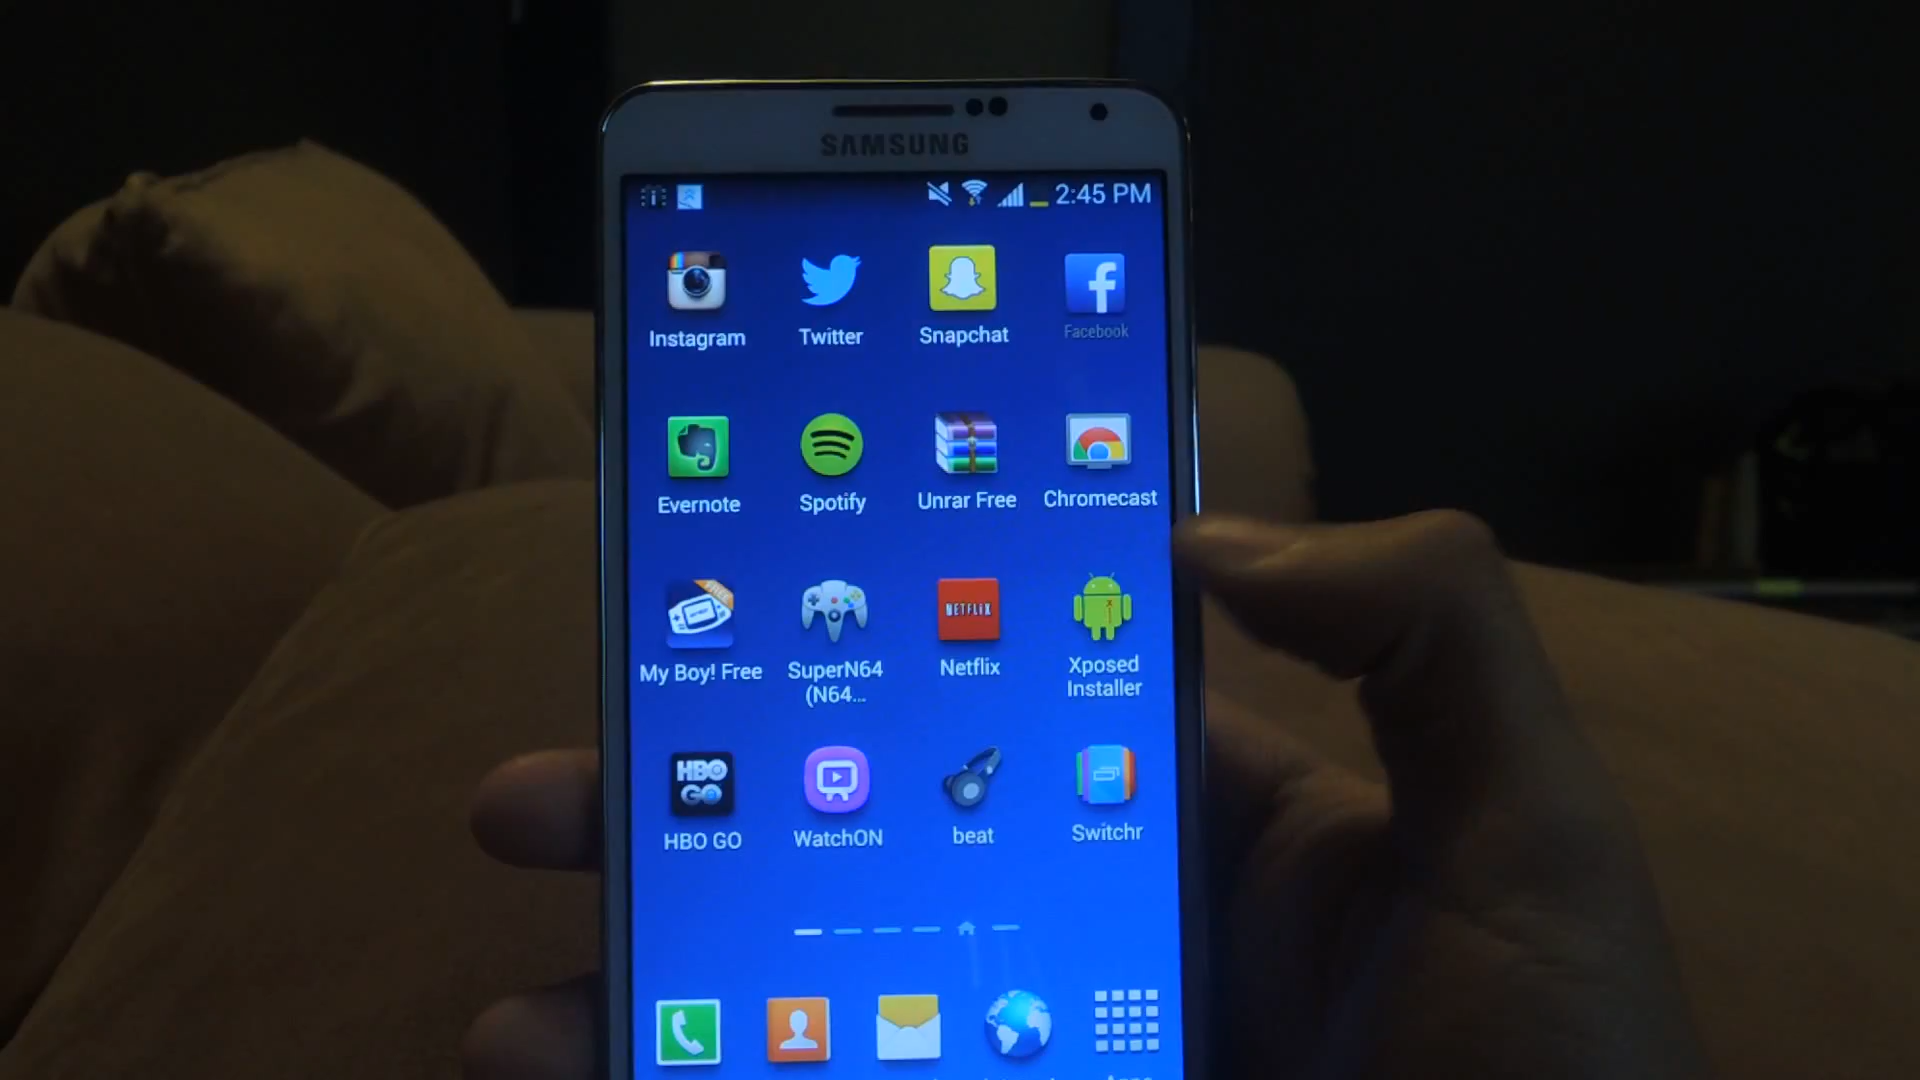 SAMSUNG
2:45 PM
Instagram
Twitter
Snapchat
Facebook
Evernote
Spotify
Unrar Free
Chromecast
FREE
NETFLIX
My Boy! Free
SuperN64
(N64...
Netflix
Xposed
Installer
HBO
GO
HBO GO
WatchON
beat
Switchr